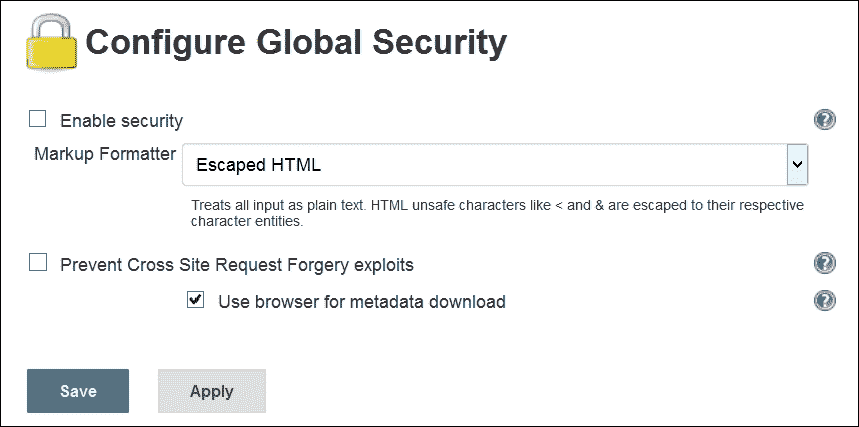 Configure Global Security
Enable security
Markup Formatter
Escaped HTML
Treats all input as plain text. HTML unsafe characters like < and & are escaped to their respective
character entities.
Prevent Cross Site Request Forgery exploits
Use browser for metadata download
Save
Apply